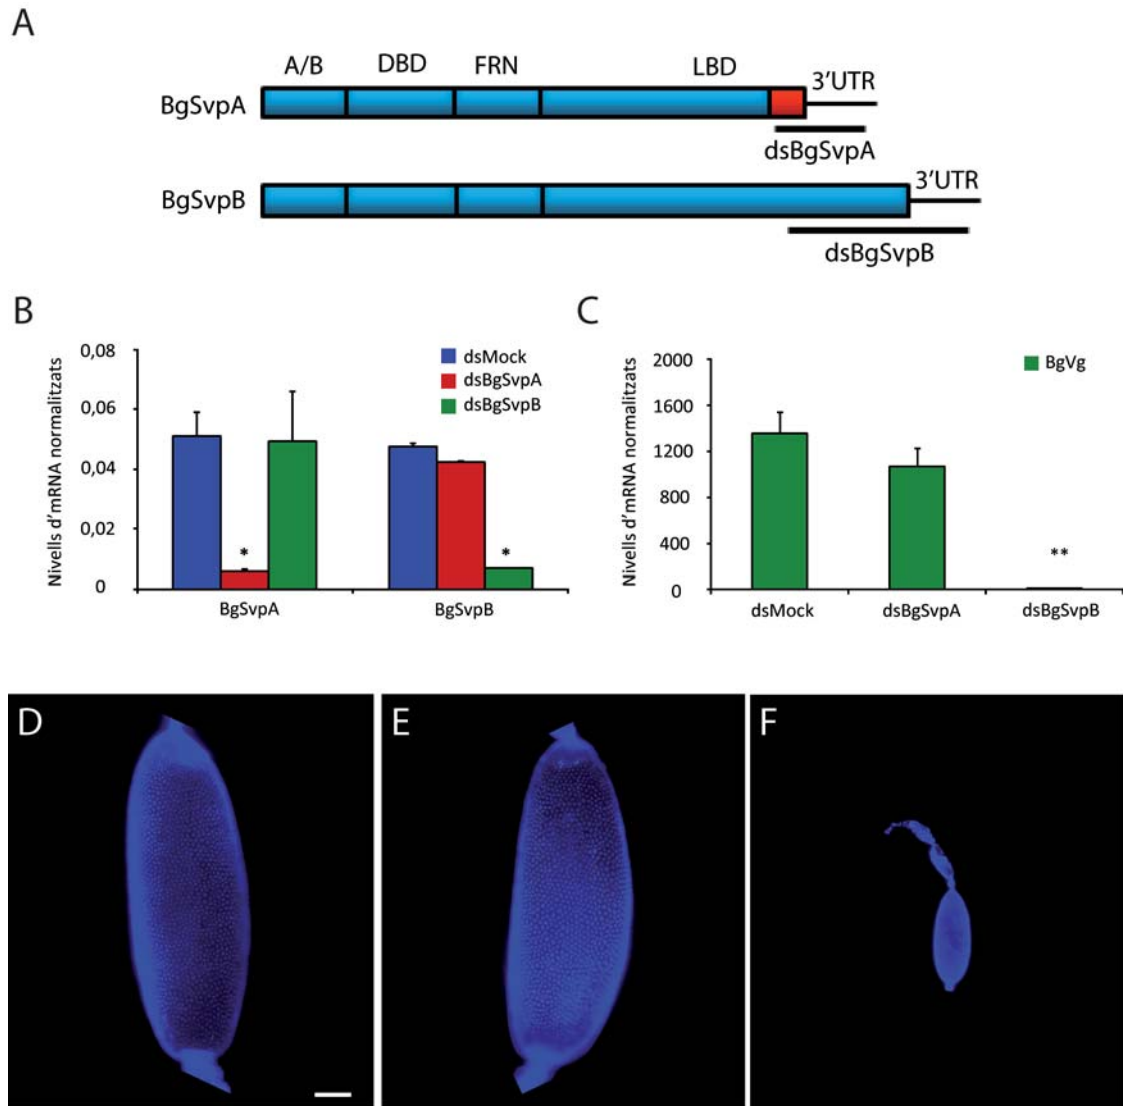 A
A/B DBD FRN LBD 3'UTR
BgSvpA
dsBgSvpA
3'UTR
BgSvpB
dsBgSvpB
B
Nivells d'mRNA normalitzats
0,08
0,06
0,04
0,02
0
dsMock
dsBgSvpA
dsBgSvpB
*
*
BgSvpA BgSvpB
C
Nivells d'mRNA normalitzats
2000
1600
1200
800
400
0
BgVg
**
dsMock dsBgSvpA dsBgSvpB
D
E
F